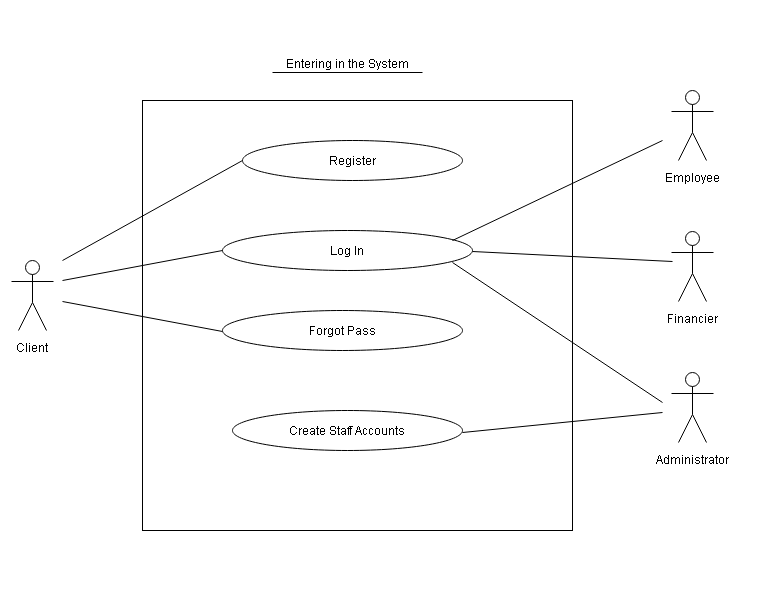 Entering in the System
Register
Employee
Log In
Financier
Client
Forgot Pass
Create Staff Accounts
Administrator